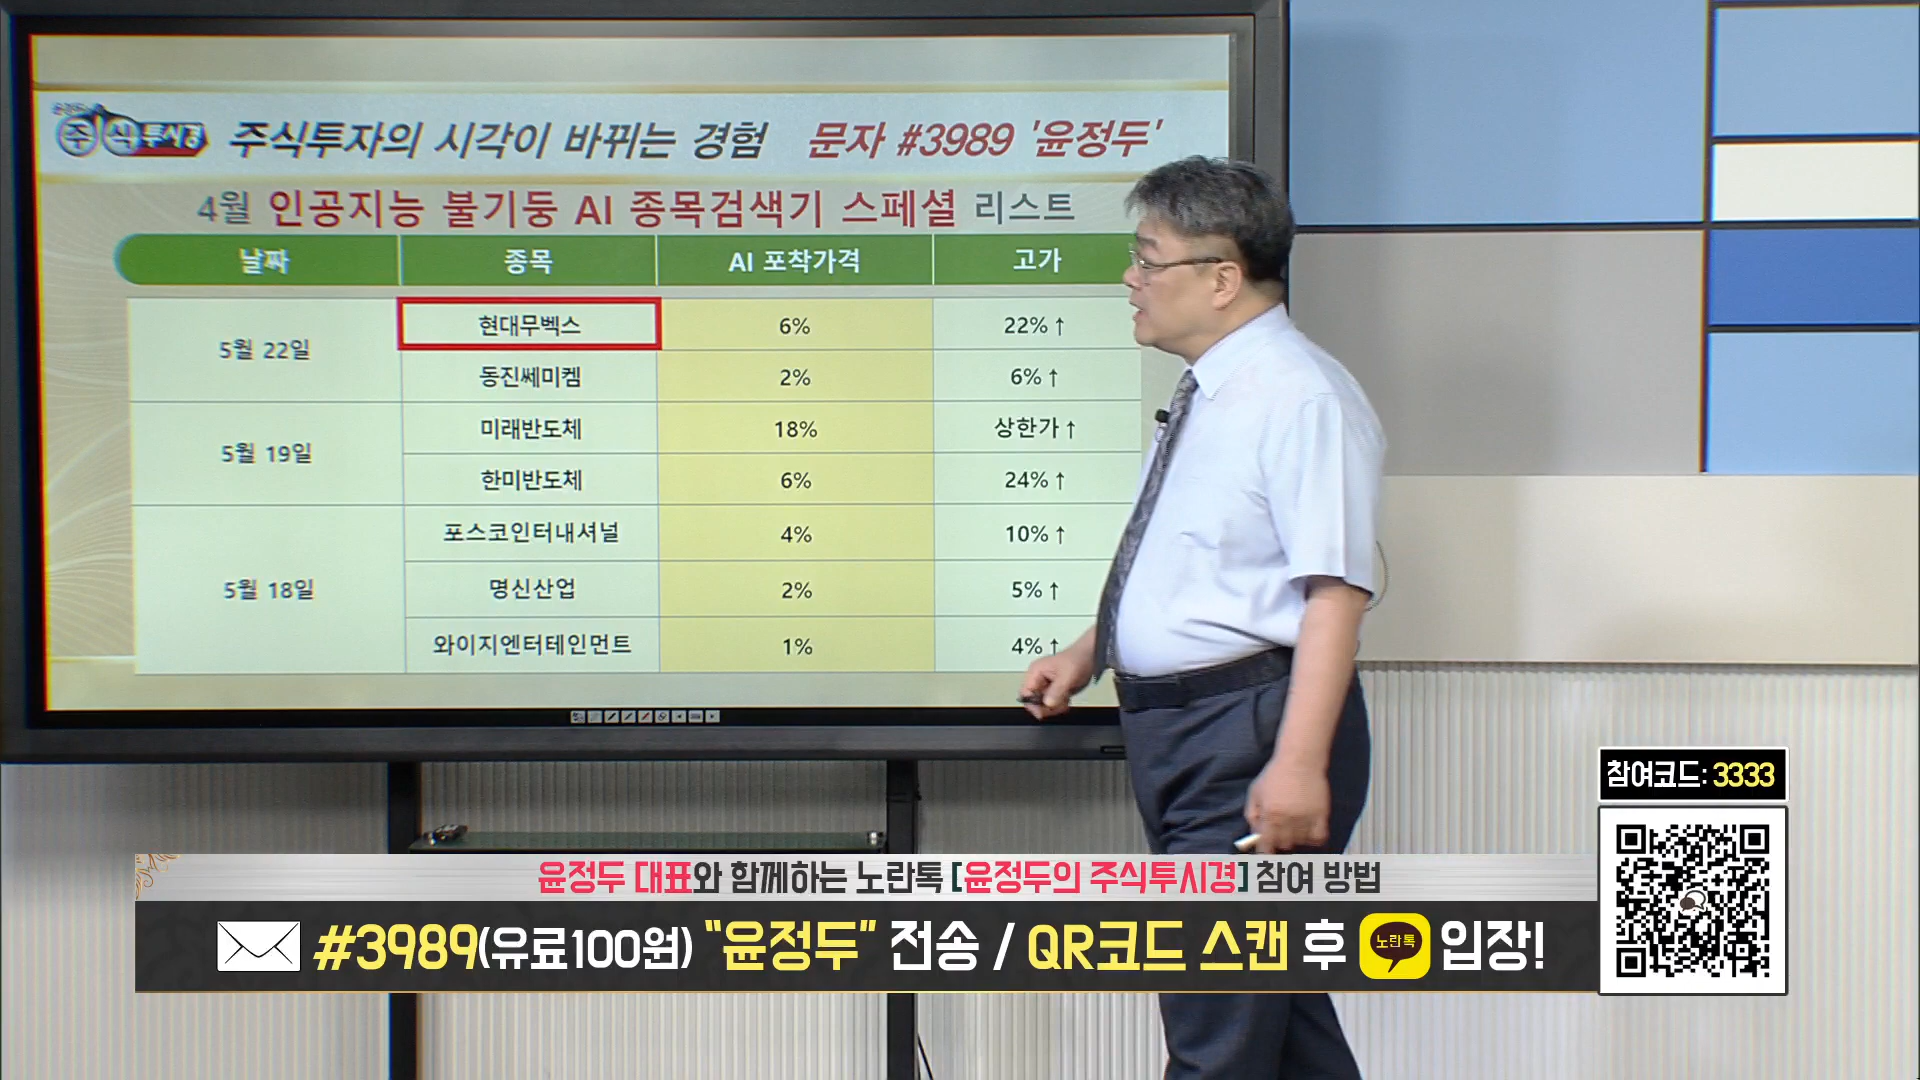 주식투시경
주식투자의 시각이 바뀌는 경험 문자 #3989 '윤정두'
4월 인공지능 불기둥 AI 종목검색기 스페셜 리스트
날짜 종목 AI 포착가격 고가
5월 22일 현대무벡스 6% 22%↑
동진쎄미켐 2% 6%↑
5월 19일 미래반도체 18% 상한가↑
한미반도체 6% 24%↑
5월 18일 포스코인터내셔널 4% 10%↑
명신산업 2% 5%↑
와이지엔터테인먼트 1% 4%↑
참여코드: 3333
윤정두 대표와 함께하는 노란톡 [윤정두의 주식투시경] 참여 방법
#3989(유료100원) "윤정두" 전송 / QR코드 스캔 후 노란톡 입장!